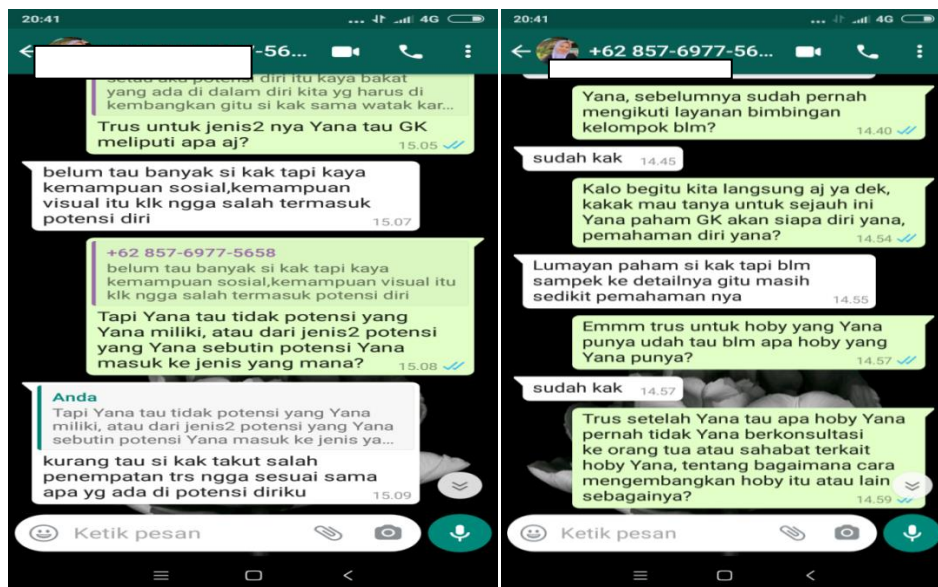 20:41
... 4G
-56...
yang ada di dalam diri kita yg harus di
kembangkan gitu si kak sama watak kar...
Trus untuk jenis2 nya Yana tau GK
meliputi apa aj?
15.05
belum tau banyak si kak tapi kaya
kemampuan sosial,kemampuan
visual itu klk ngga salah termasuk
potensi diri
15.07
+62 857-6977-5658
belum tau banyak si kak tapi kaya
kemampuan sosial,kemampuan visual itu
klk ngga salah termasuk potensi diri
Tapi Yana tau tidak potensi yang
Yana miliki, atau dari jenis2 potensi
yang Yana sebutin potensi Yana
masuk ke jenis yang mana?
15.08
Anda
Tapi Yana tau tidak potensi yang Yana
miliki, atau dari jenis2 potensi yang Yana
sebutin potensi Yana masuk ke jenis ya...
kurang tau si kak takut salah
penempatan trs ngga sesuai sama
apa yg ada di potensi diriku
15.09
Ketik pesan
20:41
... 4G
+62 857-6977-56...
Yana, sebelumnya sudah pernah
mengikuti layanan bimbingan
kelompok blm?
14.40
sudah kak
14.45
Kalo begitu kita langsung aj ya dek,
kakak mau tanya untuk sejauh ini
Yana paham GK akan siapa diri yana,
pemahaman diri yana?
14.54
Lumayan paham si kak tapi blm
sampek ke detailnya gitu masih
sedikit pemahaman nya
14.55
Emmm trus untuk hoby yang Yana
punya udah tau blm apa hoby yang
Yana punya?
14.57
sudah kak
14.57
Trus setelah Yana tau apa hoby Yana
pernah tidak Yana berkonsultasi
ke orang tua atau sahabat terkait
hoby Yana, tentang bagaimana cara
mengembangkan hoby itu atau lain
sebagainya?
14.59
Ketik pesan